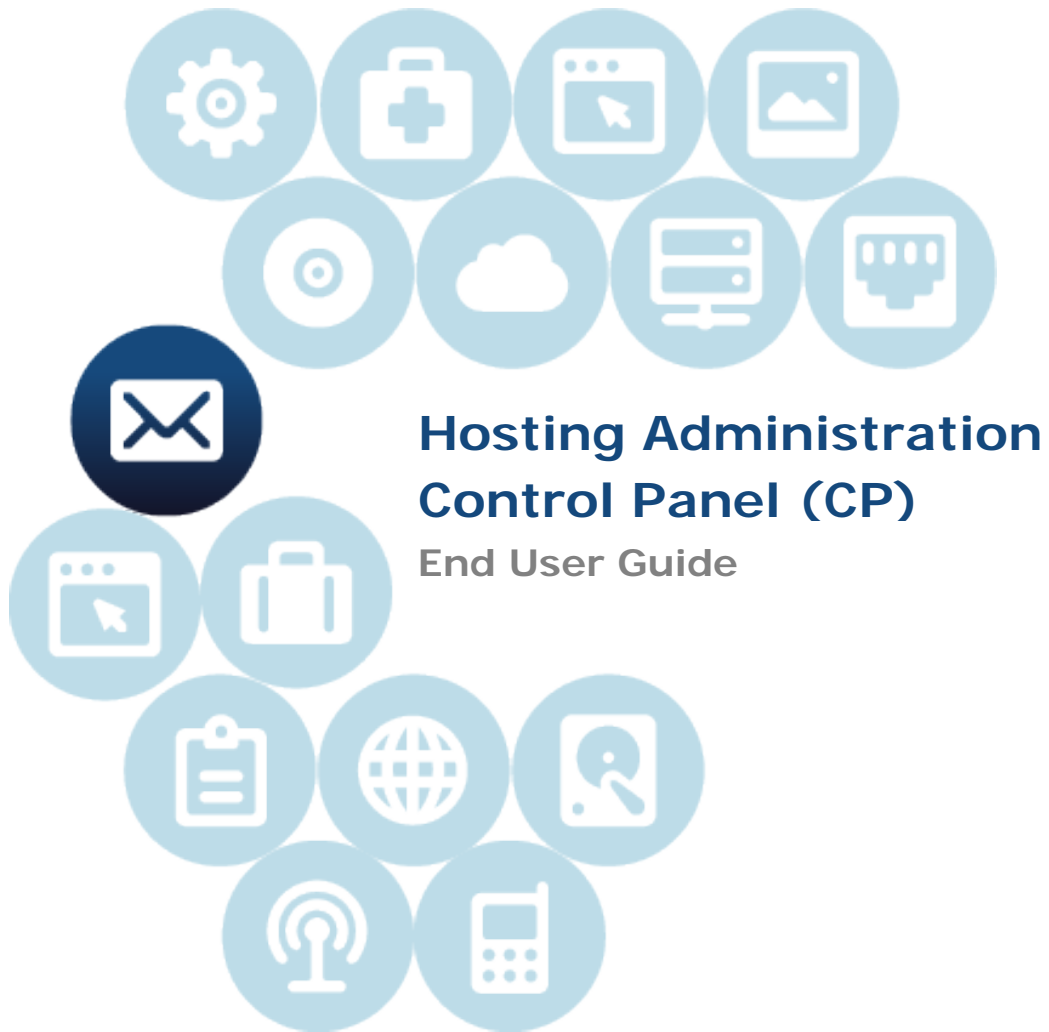 Hosting Administration
Control Panel (CP)
End User Guide